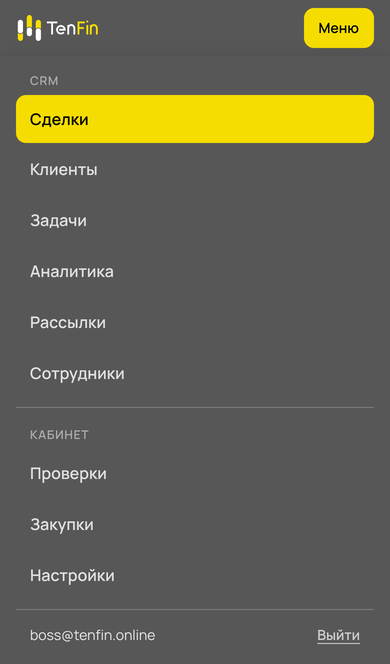 TenFin
Меню
CRM
Сделки
Клиенты
Задачи
Аналитика
Рассылки
Сотрудники
КАБИНЕТ
Проверки
Закупки
Настройки
boss@tenfin.online
Выйти